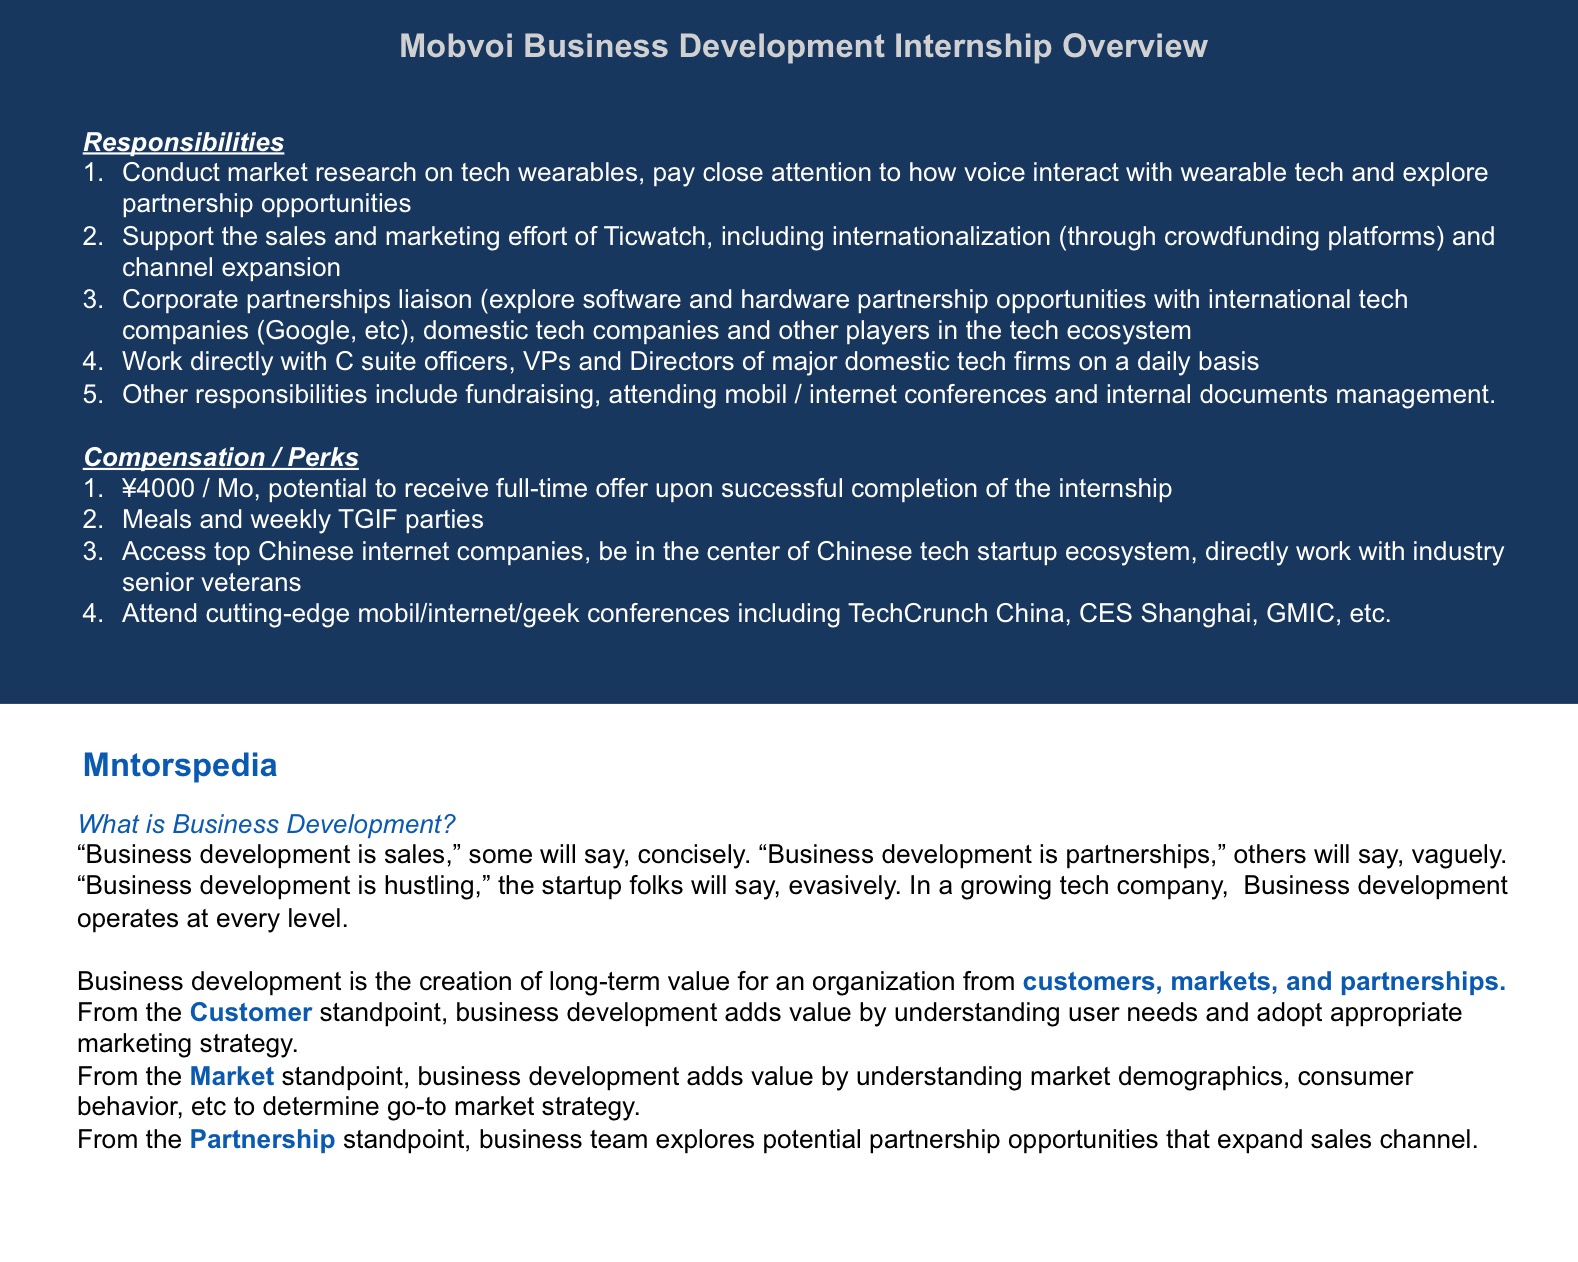 Mobvoi Business Development Internship Overview
Responsibilities
1. Conduct market research on tech wearables, pay close attention to how voice interact with wearable tech and explore
partnership opportunities
2. Support the sales and marketing effort of Ticwatch, including internationalization (through crowdfunding platforms) and
channel expansion
3. Corporate partnerships liaison (explore software and hardware partnership opportunities with international tech
companies (Google, etc), domestic tech companies and other players in the tech ecosystem
4. Work directly with C suite officers, VPs and Directors of major domestic tech firms on a daily basis
5. Other responsibilities include fundraising, attending mobil / internet conferences and internal documents management.
Compensation / Perks
1. ¥4000 / Mo, potential to receive full-time offer upon successful completion of the internship
2. Meals and weekly TGIF parties
3. Access top Chinese internet companies, be in the center of Chinese tech startup ecosystem, directly work with industry
senior veterans
4. Attend cutting-edge mobil/internet/geek conferences including TechCrunch China, CES Shanghai, GMIC, etc.
Mntorspedia
What is Business Development?
“Business development is sales,” some will say, concisely. “Business development is partnerships,” others will say, vaguely.
“Business development is hustling,” the startup folks will say, evasively. In a growing tech company,  Business development
operates at every level.
Business development is the creation of long-term value for an organization from customers, markets, and partnerships.
From the Customer standpoint, business development adds value by understanding user needs and adopt appropriate
marketing strategy.
From the Market standpoint, business development adds value by understanding market demographics, consumer
behavior, etc to determine go-to market strategy.
From the Partnership standpoint, business team explores potential partnership opportunities that expand sales channel.